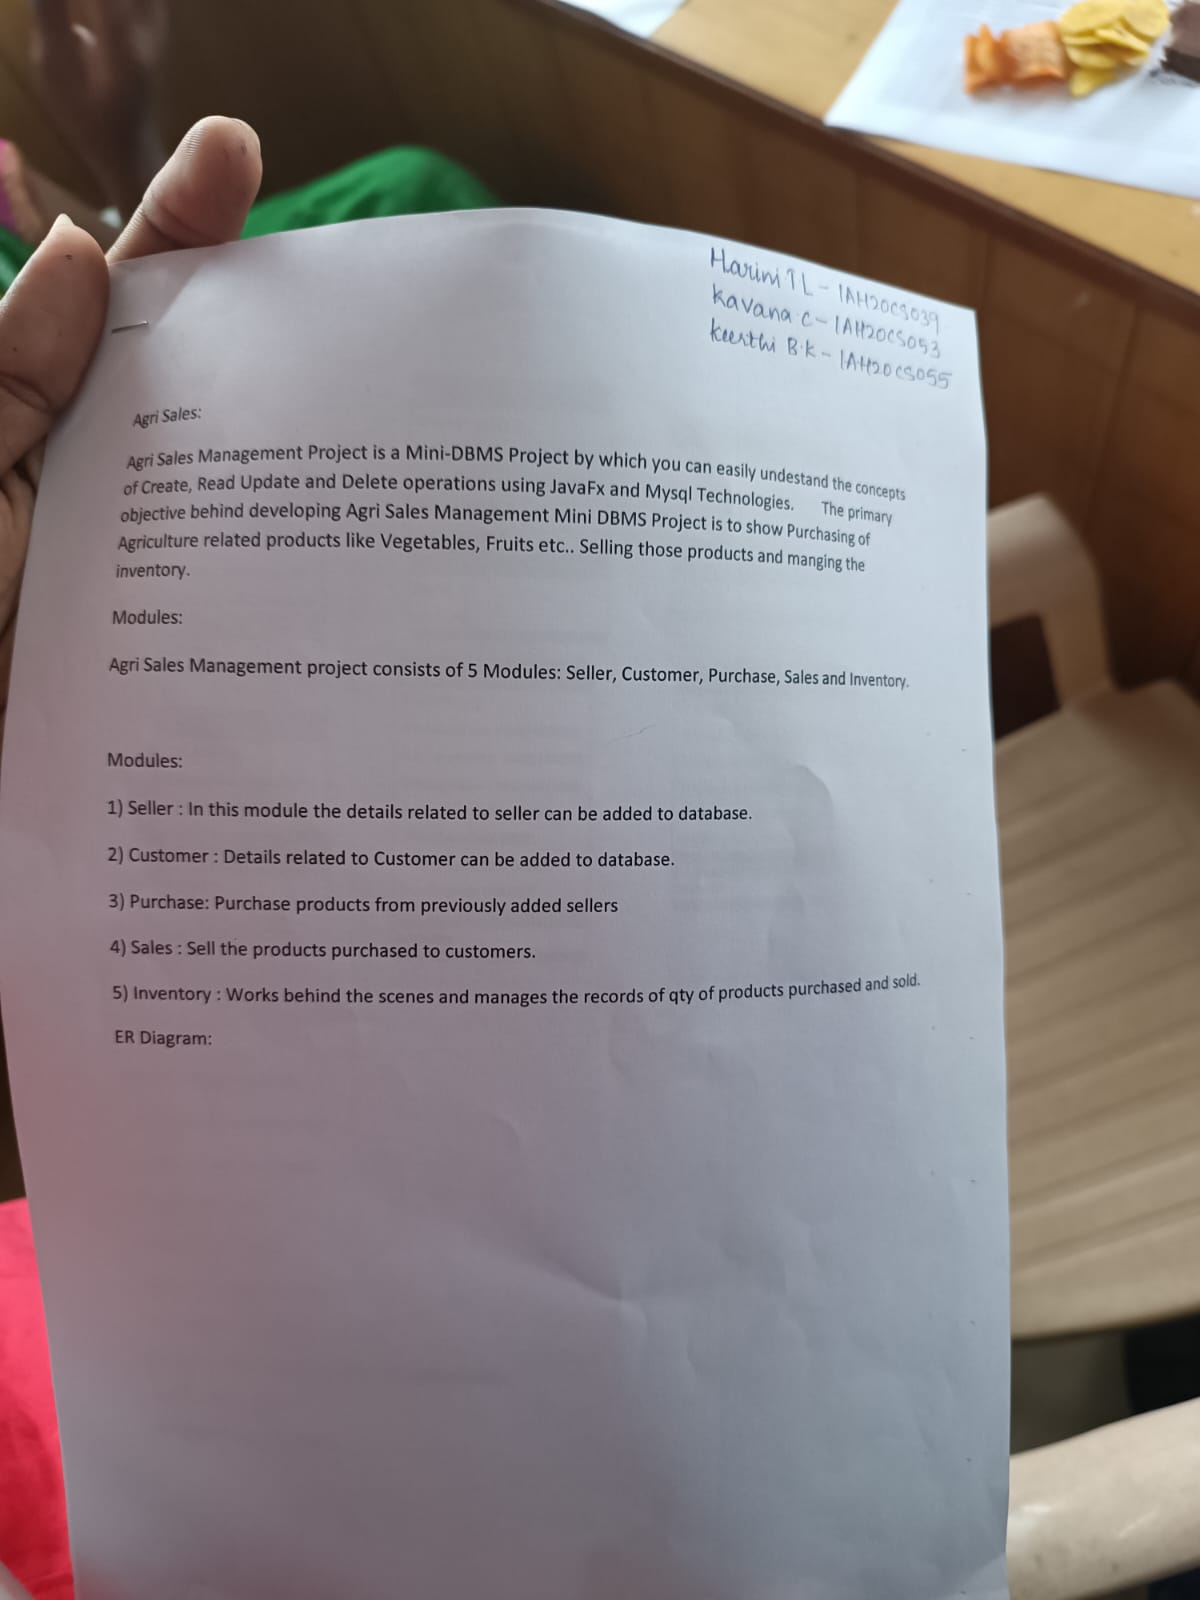 Harini T L - 1AH20CS039
Kavana C - 1AH20CS053
Keerthi B.K - 1AH20CS055
Agri Sales:
Agri Sales Management Project is a Mini-DBMS Project by which you can easily undestand the concepts
of Create, Read Update and Delete operations using JavaFx and Mysql Technologies. The primary
objective behind developing Agri Sales Management Mini DBMS Project is to show Purchasing of
Agriculture related products like Vegetables, Fruits etc.. Selling those products and manging the
inventory.
Modules:
Agri Sales Management project consists of 5 Modules: Seller, Customer, Purchase, Sales and Inventory.
Modules:
1) Seller : In this module the details related to seller can be added to database.
2) Customer : Details related to Customer can be added to database.
3) Purchase: Purchase products from previously added sellers
4) Sales : Sell the products purchased to customers.
5) Inventory : Works behind the scenes and manages the records of qty of products purchased and sold.
ER Diagram: